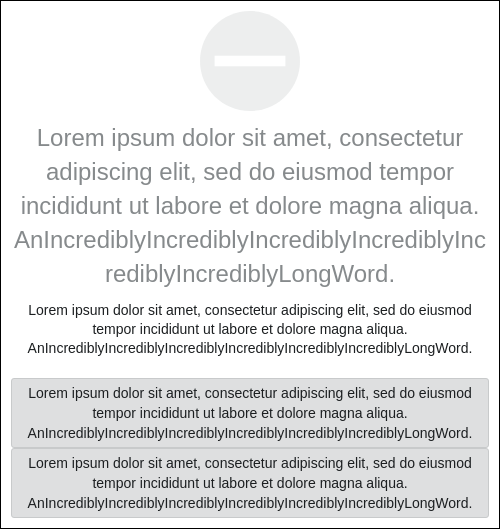 Lorem ipsum dolor sit amet, consectetur
adipiscing elit, sed do eiusmod tempor
incididunt ut labore et dolore magna aliqua.
AnIncrediblyIncrediblyIncrediblyIncrediblyInc
rediblyIncrediblyLongWord.
Lorem ipsum dolor sit amet, consectetur adipiscing elit, sed do eiusmod
tempor incididunt ut labore et dolore magna aliqua.
AnIncrediblyIncrediblyIncrediblyIncrediblyIncrediblyIncrediblyLongWord.
Lorem ipsum dolor sit amet, consectetur adipiscing elit, sed do eiusmod
tempor incididunt ut labore et dolore magna aliqua.
AnIncrediblyIncrediblyIncrediblyIncrediblyIncrediblyIncrediblyLongWord.
Lorem ipsum dolor sit amet, consectetur adipiscing elit, sed do eiusmod
tempor incididunt ut labore et dolore magna aliqua.
AnIncrediblyIncrediblyIncrediblyIncrediblyIncrediblyIncrediblyLongWord.